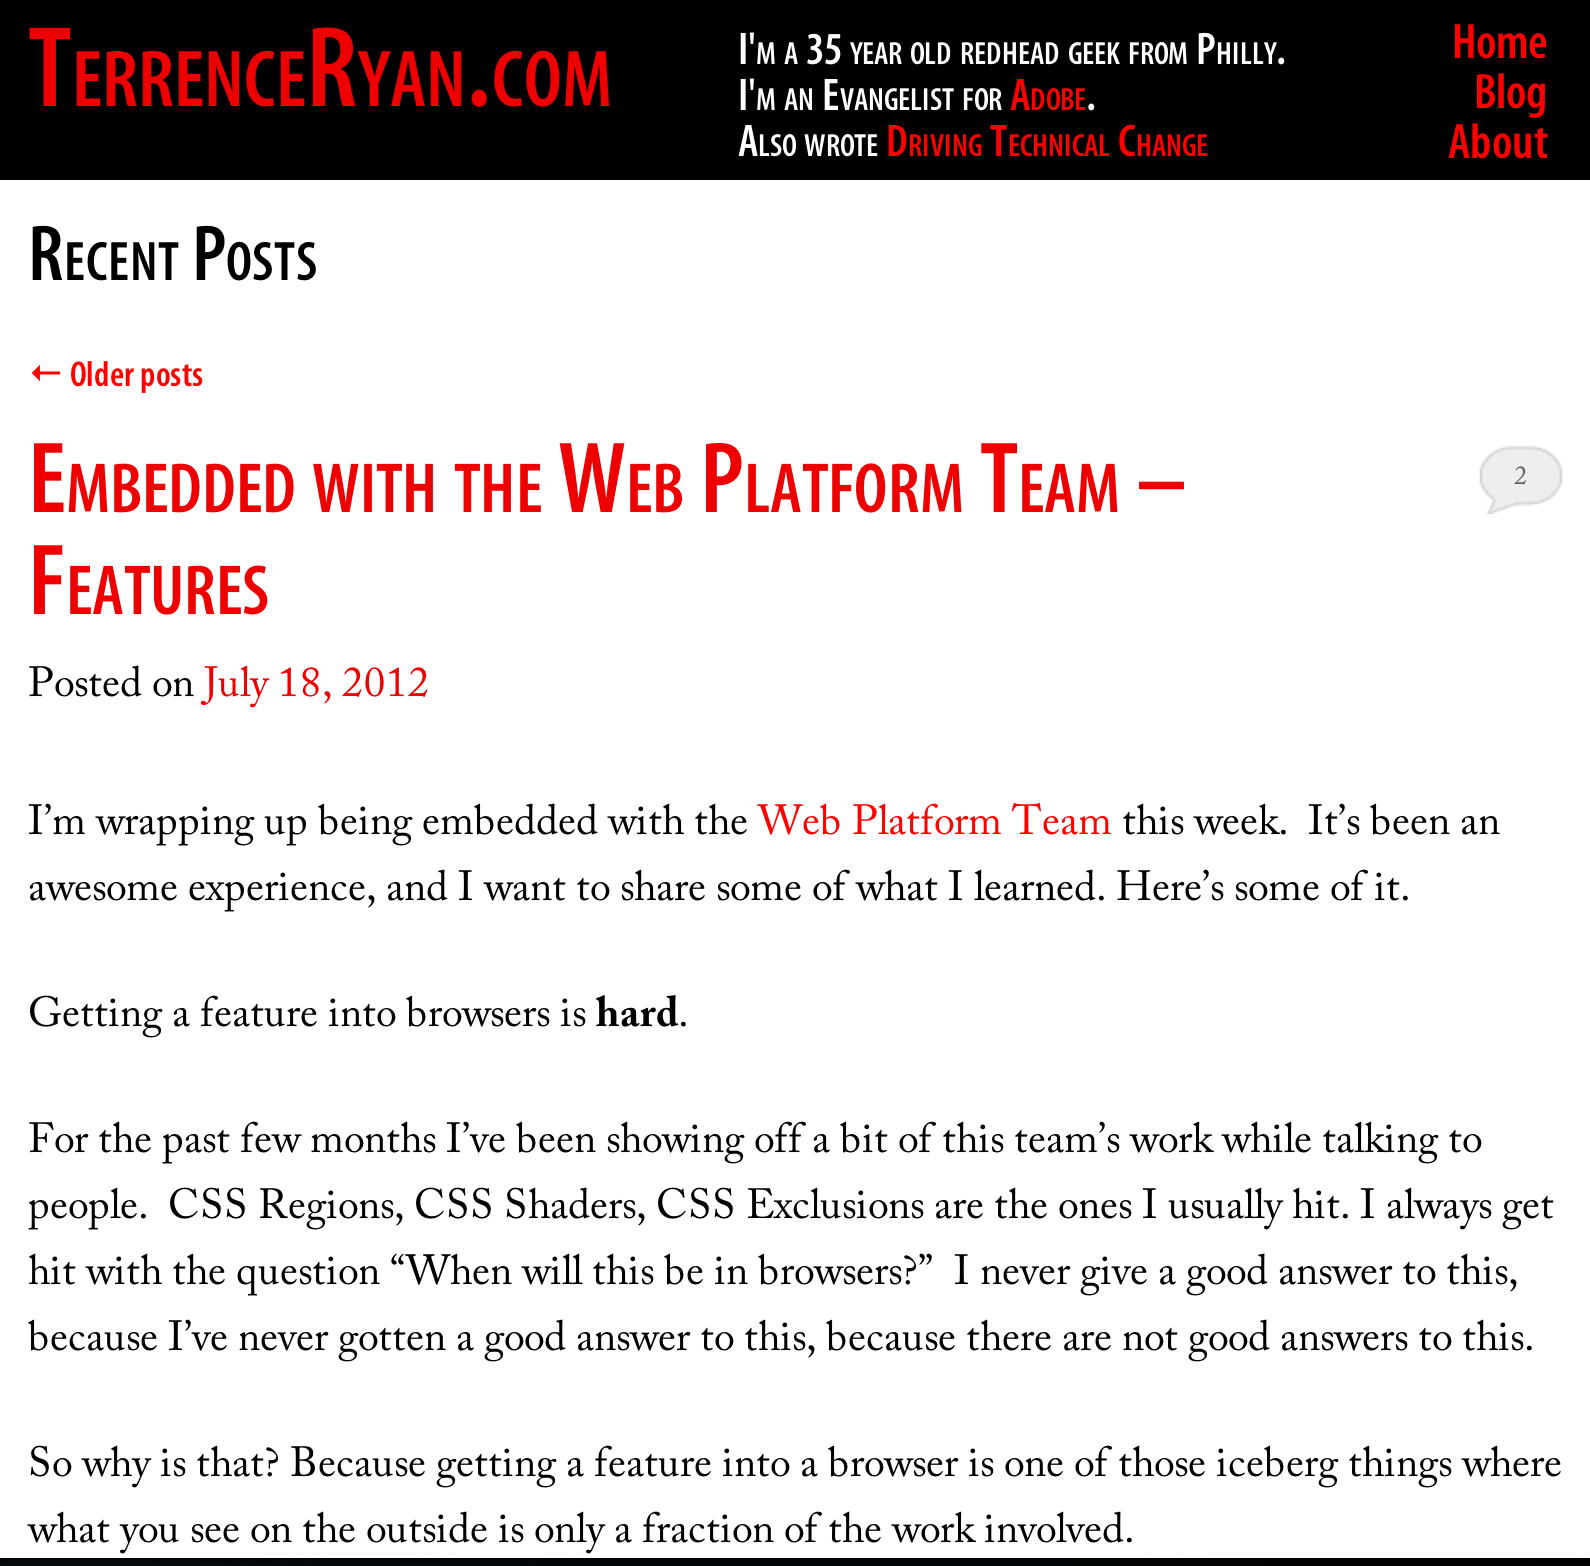 TerrenceRyan.com
I'm a 35 year old redhead geek from Philly.
I'm an Evangelist for Adobe.
Also wrote Driving Technical Change
Home
Blog
About
Recent Posts
← Older posts
Embedded with the Web Platform Team –
Features
2
Posted on July 18, 2012
I’m wrapping up being embedded with the Web Platform Team this week.  It’s been an
awesome experience, and I want to share some of what I learned. Here’s some of it.
Getting a feature into browsers is hard.
For the past few months I’ve been showing off a bit of this team’s work while talking to
people.  CSS Regions, CSS Shaders, CSS Exclusions are the ones I usually hit. I always get
hit with the question “When will this be in browsers?”  I never give a good answer to this,
because I’ve never gotten a good answer to this, because there are not good answers to this.
So why is that? Because getting a feature into a browser is one of those iceberg things where
what you see on the outside is only a fraction of the work involved.